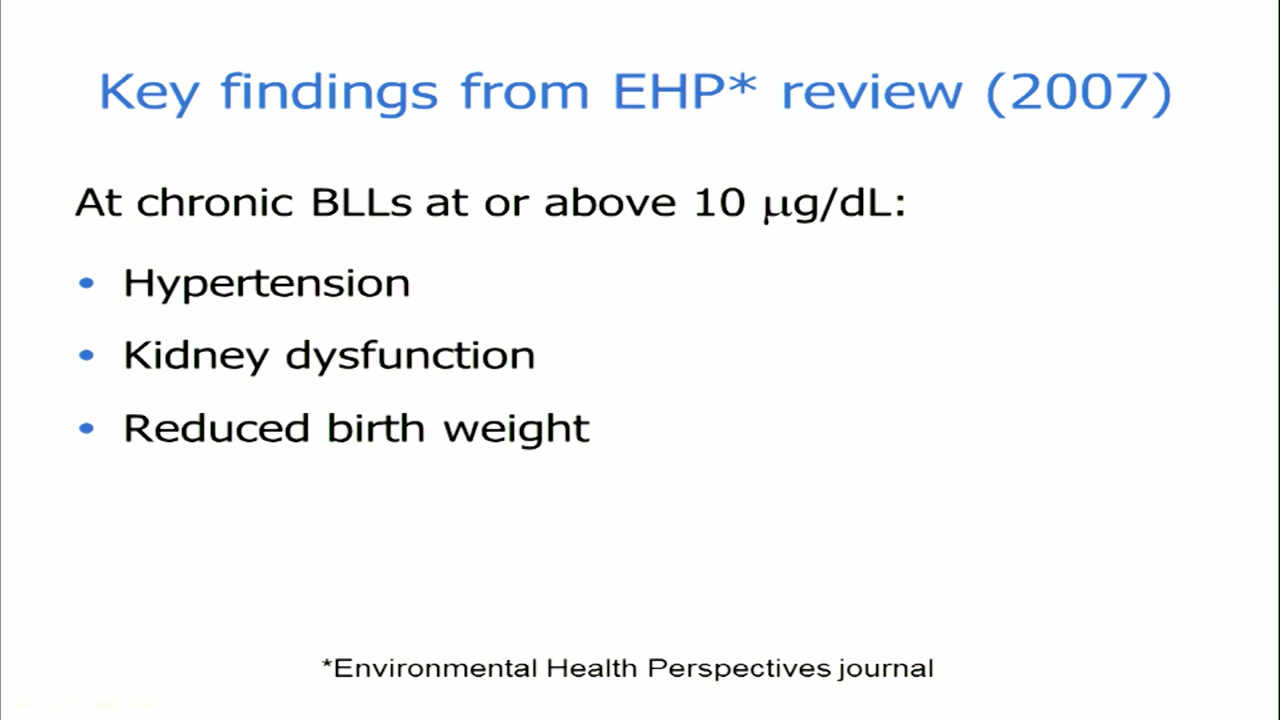 Key findings from EHP* review (2007)
At chronic BLLs at or above 10 µg/dL:
• Hypertension
• Kidney dysfunction
• Reduced birth weight
*Environmental Health Perspectives journal